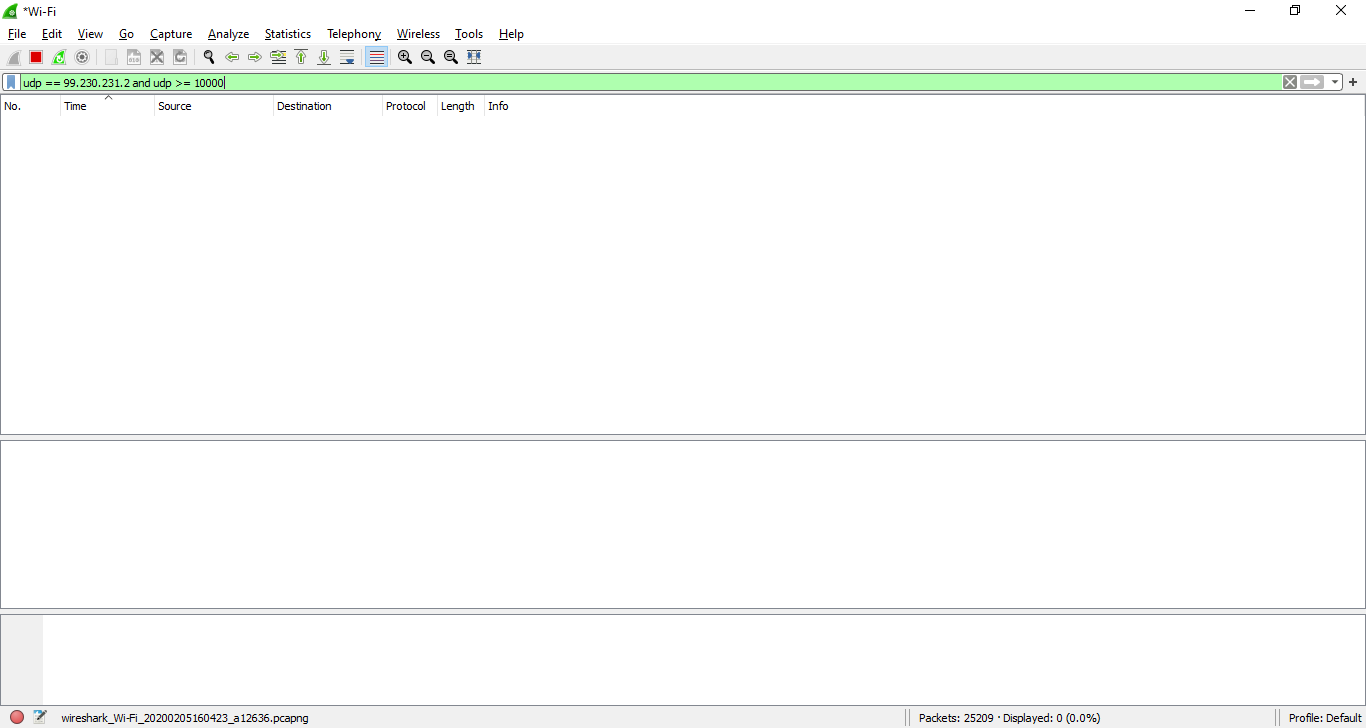 *Wi-Fi
File Edit View Go Capture Analyze Statistics Telephony Wireless Tools Help
udp == 99.230.231.2 and udp >= 10000
No. Time Source Destination Protocol Length Info
wireshark_Wi-Fi_20200205160423_a12636.pcapng Packets: 25209 · Displayed: 0 (0.0%) Profile: Default